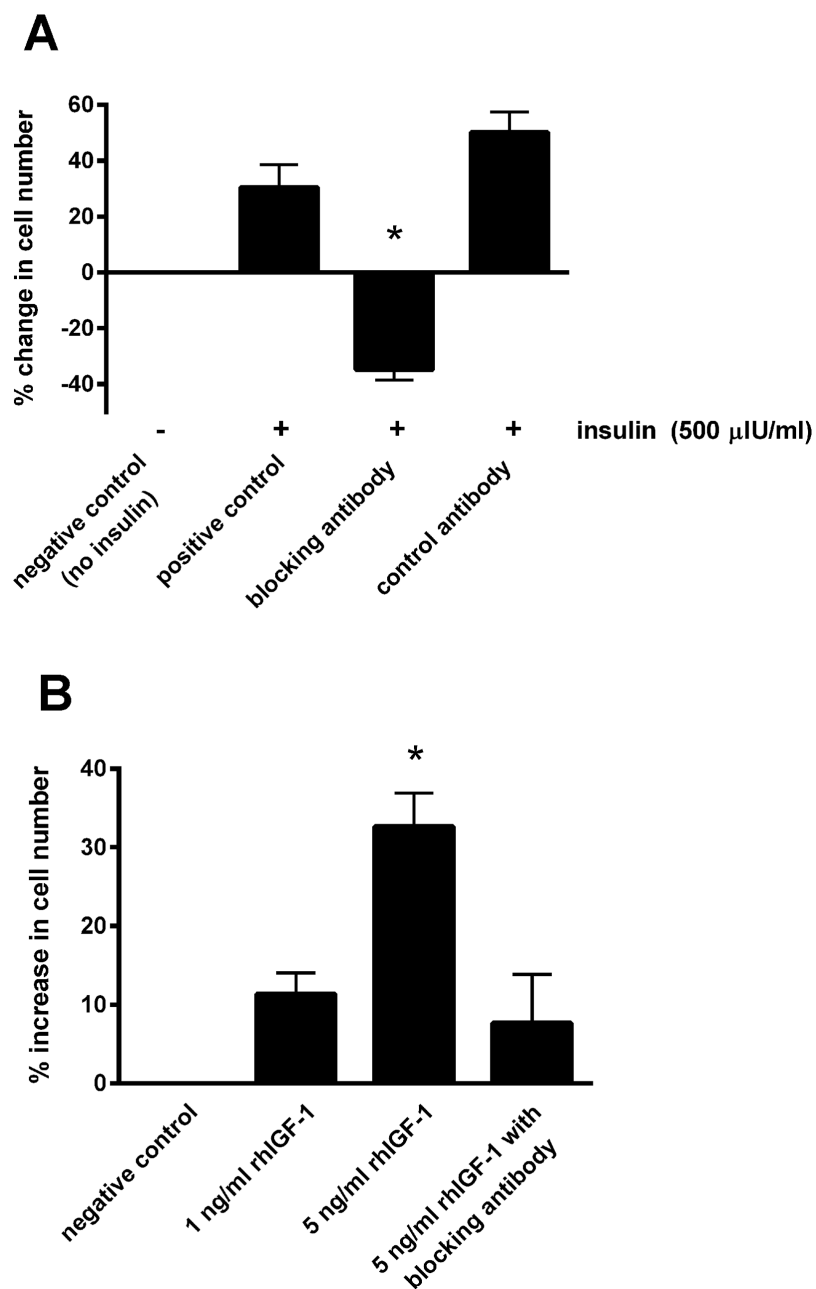 A
% change in cell number
60
40
20
0
-20
-40
- + + + insulin (500 μIU/ml)
negative control
(no insulin)
positive control
blocking antibody
control antibody
B
% increase in cell number
*
40
30
20
10
0
negative control
1 ng/ml rhIGF-1
5 ng/ml rhIGF-1
5 ng/ml rhIGF-1 with
blocking antibody